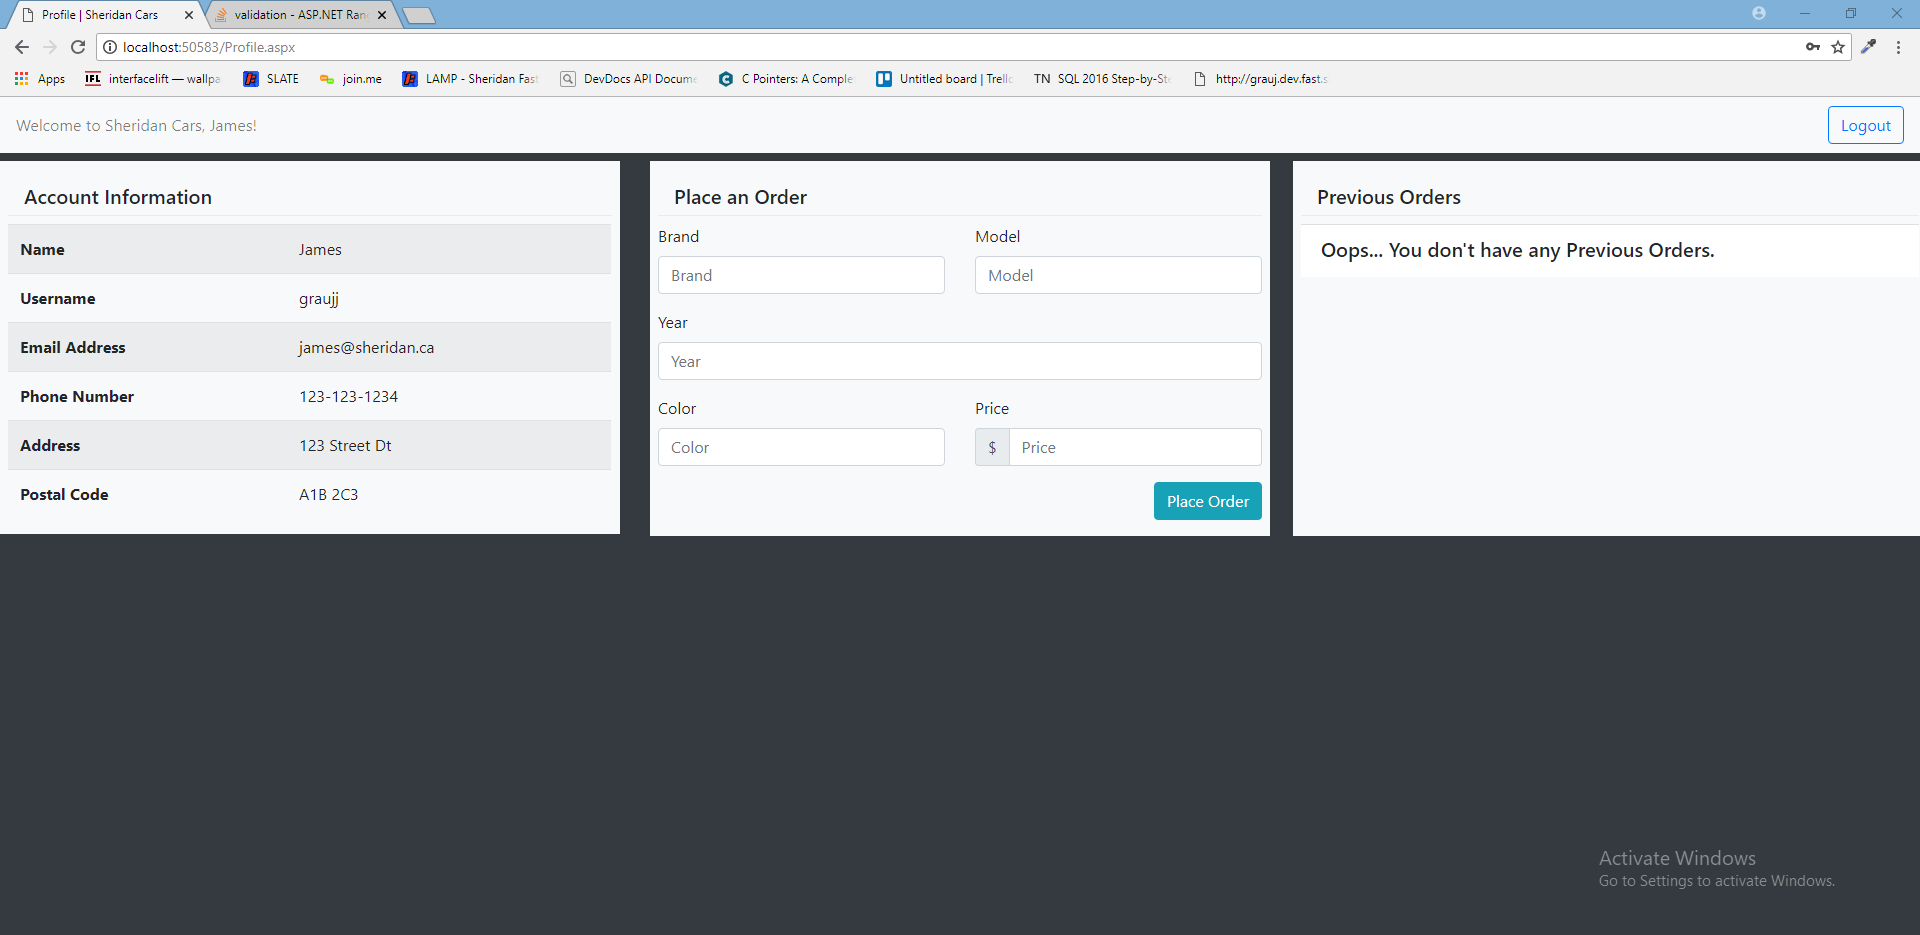 Profile | Sheridan Cars
validation - ASP.NET Ran
localhost:50583/Profile.aspx
Apps
IFL interfacelift — wallpa
SLATE
join.me
LAMP - Sheridan Fast
DevDocs API Docume
C Pointers: A Comple
Untitled board | Trello
TN SQL 2016 Step-by-St
http://grauj.dev.fast.s
Welcome to Sheridan Cars, James!
Logout
Account Information
Name James
Username graujj
Email Address james@sheridan.ca
Phone Number 123-123-1234
Address 123 Street Dt
Postal Code A1B 2C3
Place an Order
Brand Model
Brand Model
Year
Year
Color Price
Color $ Price
Place Order
Previous Orders
Oops... You don't have any Previous Orders.
Activate Windows
Go to Settings to activate Windows.